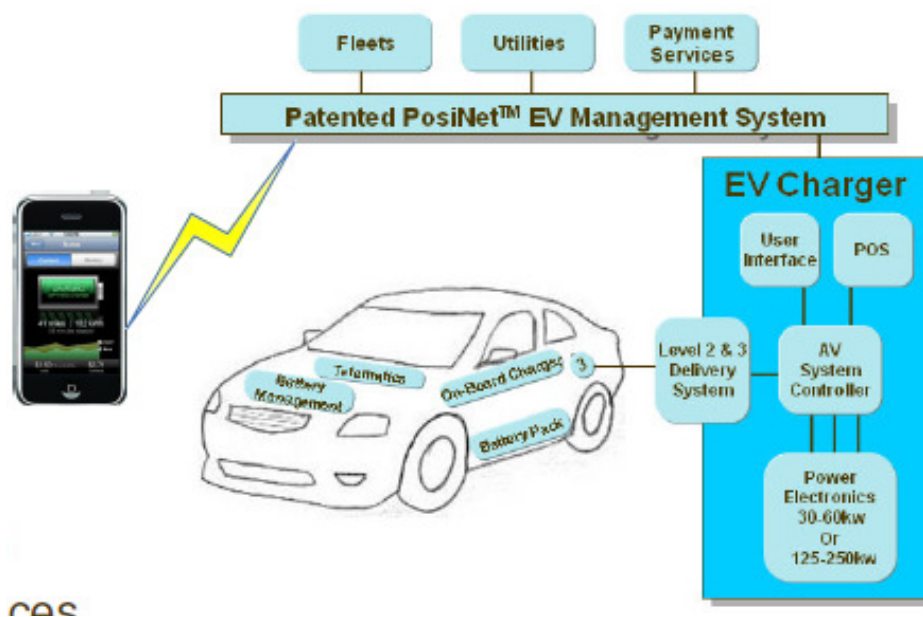 Fleets
Utilities
Payment
Services
Patented PosiNet™ EV Management System
EV Charger
User
Interface
POS
Level 2 & 3
Delivery
System
AV
System
Controller
Telematics
Battery
Management
On-Board Charger
3
Battery Pack
Power
Electronics
30-60kw
Or
125-250kw
ces